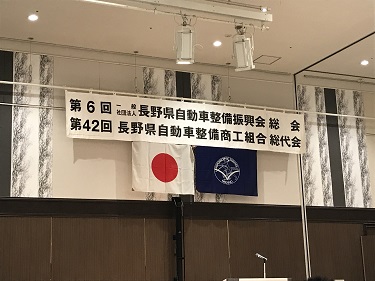 第6回 一般社団法人 長野県自動車整備振興会 総会
第42回 長野県自動車整備商工組合 総代会